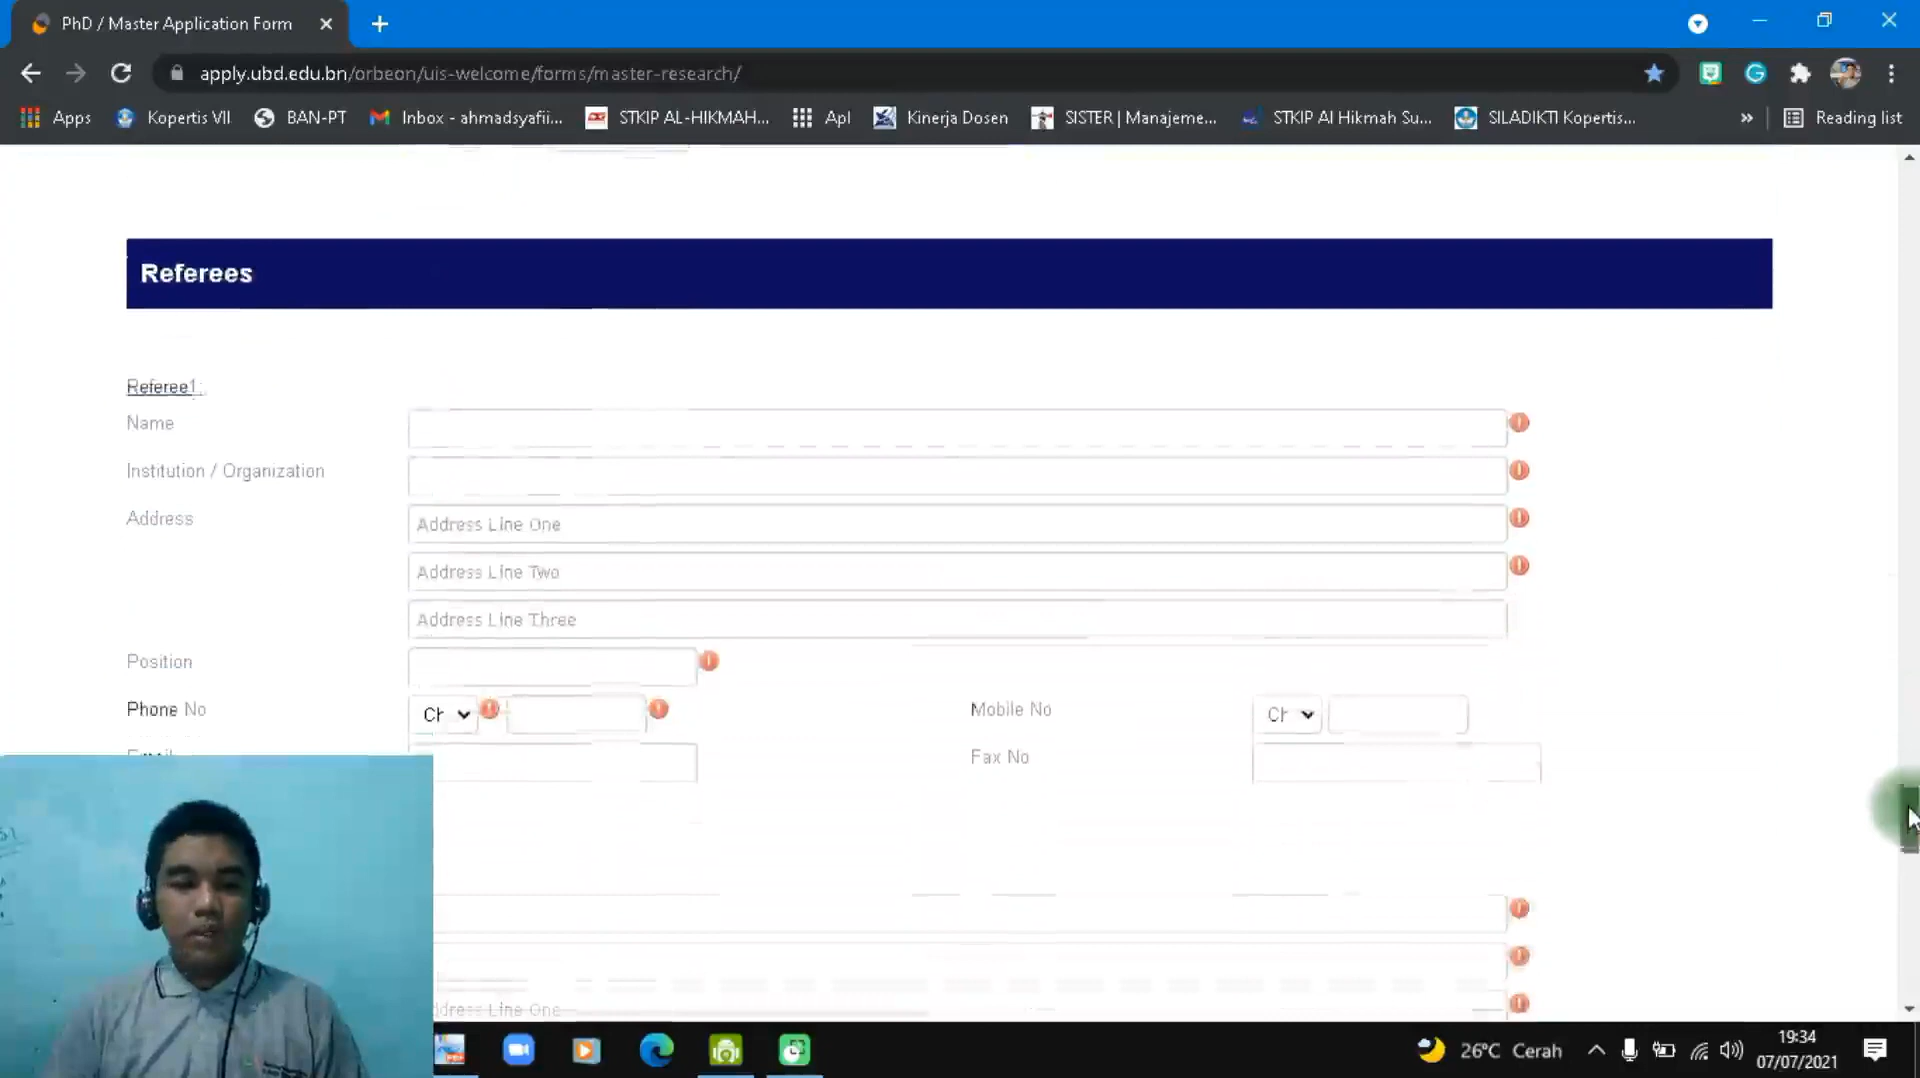 PhD / Master Application Form
apply.ubd.edu.bn/orbeon/uis-welcome/forms/master-research/
Apps Kopertis VII BAN-PT Inbox - ahmadsyafii... STKIP AL-HIKMAH... Apl Kinerja Dosen SISTER | Manajeme... STKIP Al Hikmah Su... SILADIKTI Kopertis... » Reading list
Referees
Referee1:
Name
Institution / Organization
Address
Address Line One
Address Line Two
Address Line Three
Position
Phone No Ch Mobile No Ch
Fax No
Address Line One
26°C Cerah
19:34
07/07/2021